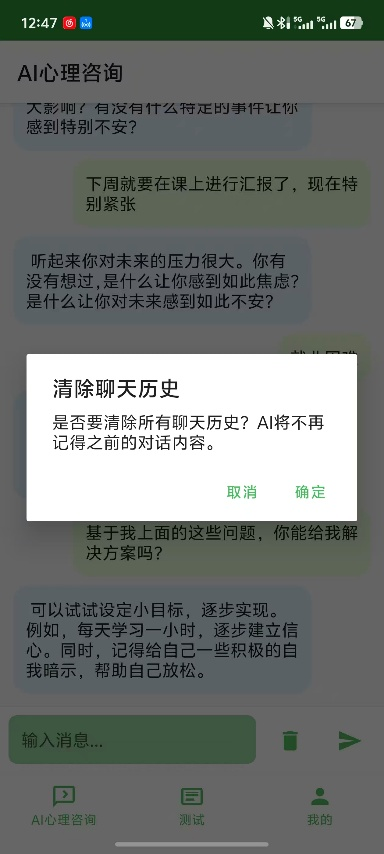 12:47
5G
5G
67
AI心理咨询
大影响？有没有什么特定的事件让你
感到特别不安？
下周就要在课上进行汇报了，现在特
别紧张
听起来你对未来的压力很大。你有
没有想过,是什么让你感到如此焦虑？
是什么让你对未来感到如此不安？
清除聊天历史
是否要清除所有聊天历史？AI将不再
记得之前的对话内容。
取消
确定
基于我上面的这些问题，你能给我解
决方案吗？
可以试试设定小目标，逐步实现。
例如，每天学习一小时，逐步建立信
心。同时，记得给自己一些积极的自
我暗示，帮助自己放松。
输入消息...
AI心理咨询
测试
我的